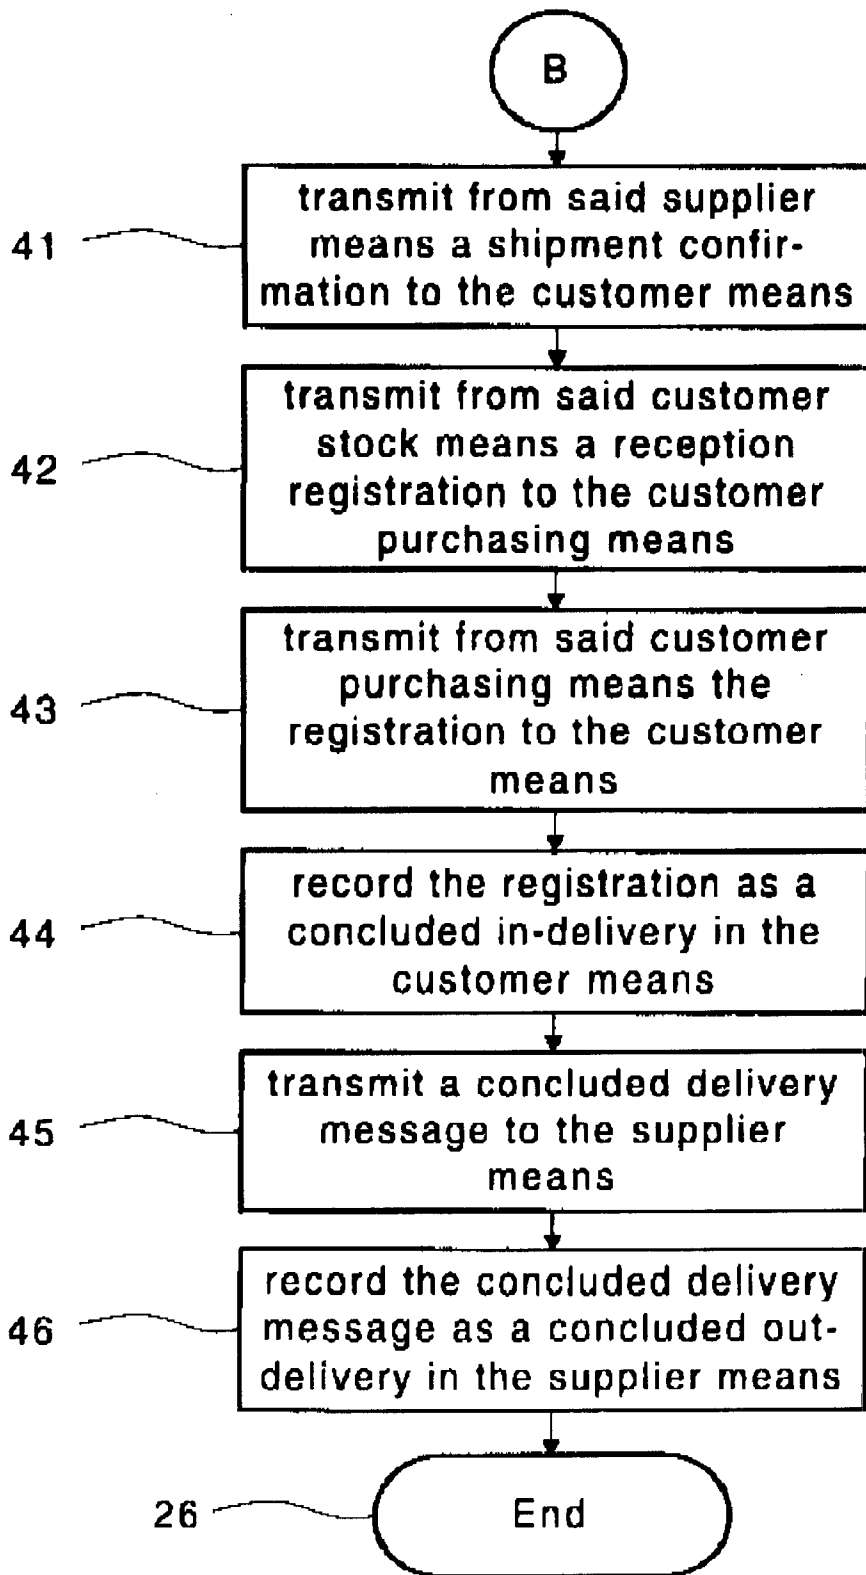 B
41
transmit from said supplier
means a shipment confir-
mation to the customer means
42
transmit from said customer
stock means a reception
registration to the customer
purchasing means
43
transmit from said customer
purchasing means the
registration to the customer
means
44
record the registration as a
concluded in-delivery in the
customer means
45
transmit a concluded delivery
message to the supplier
means
46
record the concluded delivery
message as a concluded out-
delivery in the supplier means
26
End